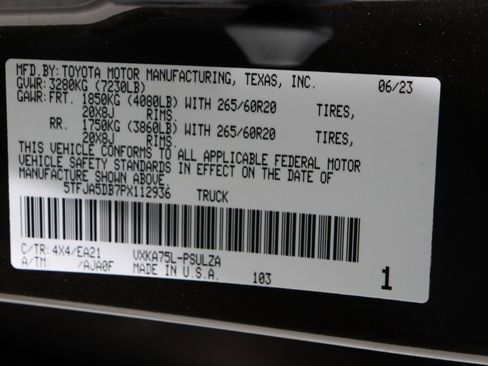 MFD.BY: TOYOTA MOTOR MANUFACTURING, TEXAS, INC. 06/23
GVWR: 3280KG (7230LB)
GAWR: FRT. 1850KG (4080LB) WITH 265/60R20 TIRES,
20X8J RIMS.
RR. 1750KG (3860LB) WITH 265/60R20 TIRES,
20X8J RIMS.
THIS VEHICLE CONFORMS TO ALL APPLICABLE FEDERAL MOTOR
VEHICLE SAFETY STANDARDS IN EFFECT ON THE DATE OF
MANUFACTURE SHOWN ABOVE.
5TFJA5DB7PX112936 TRUCK
C/TR: 4X4/EA21 VXKA75L-PSULZA
A/TM: /AJA0F MADE IN U.S.A. 103 1